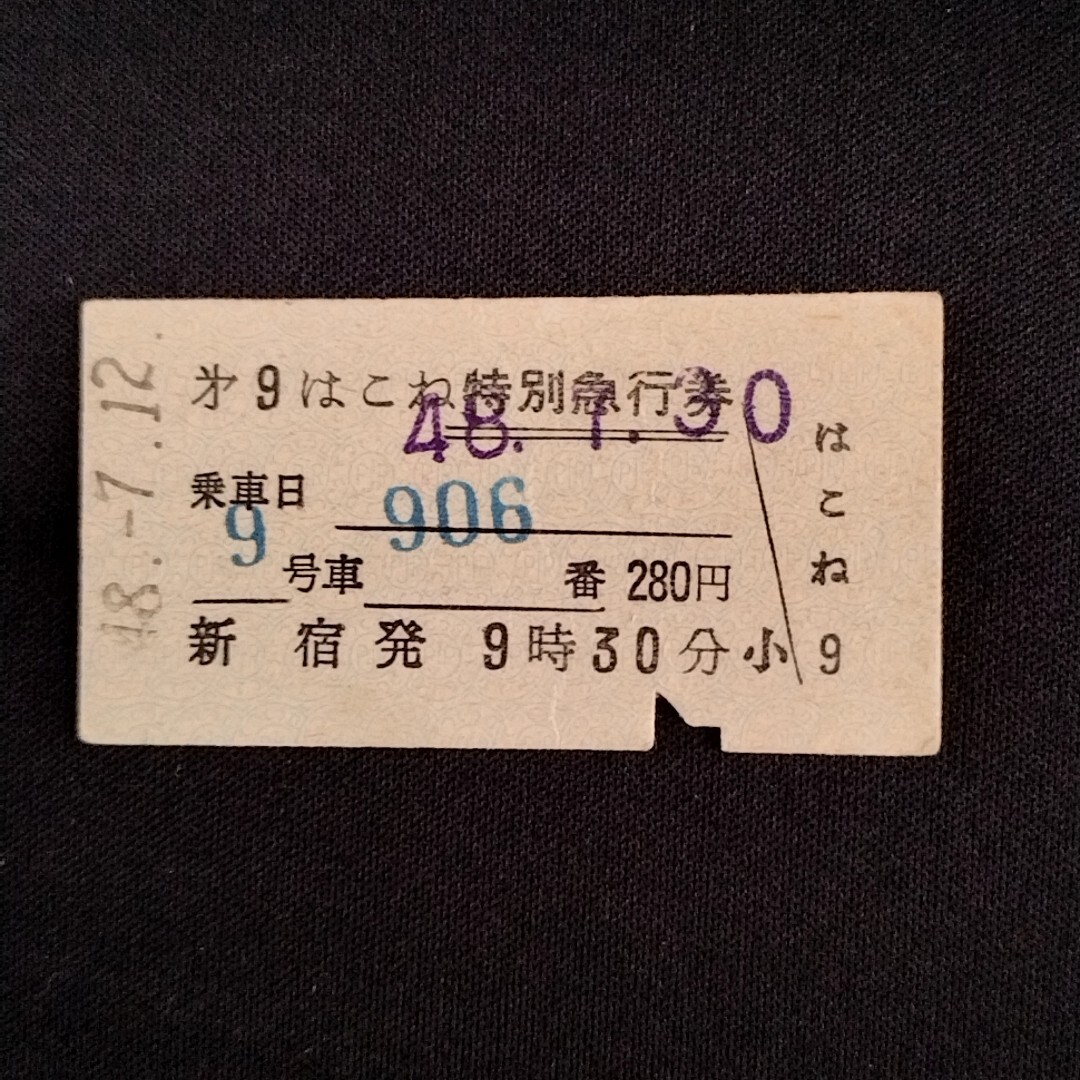 48.-7.12.
㐧9はこね特別急行券
48. 7. 30
乗車日
9 906
号車 番 280円
新宿発 9時30分 小
はこね9